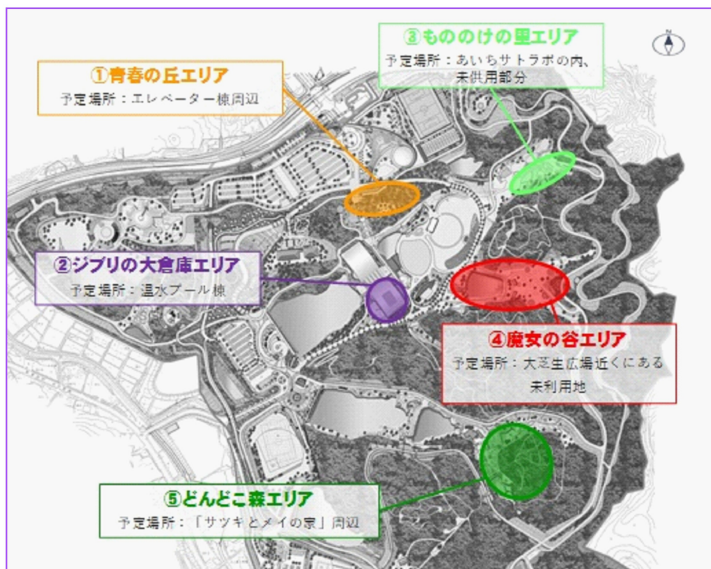 ①青春の丘エリア
予定場所：エレベーター棟周辺
③もののけの里エリア
予定場所：あいちサトラボの内、
未供用部分
N
②ジブリの大倉庫エリア
予定場所：温水プール棟
④魔女の谷エリア
予定場所：大芝生広場近くにある
未利用地
⑤どんどこ森エリア
予定場所：「サツキとメイの家」周辺